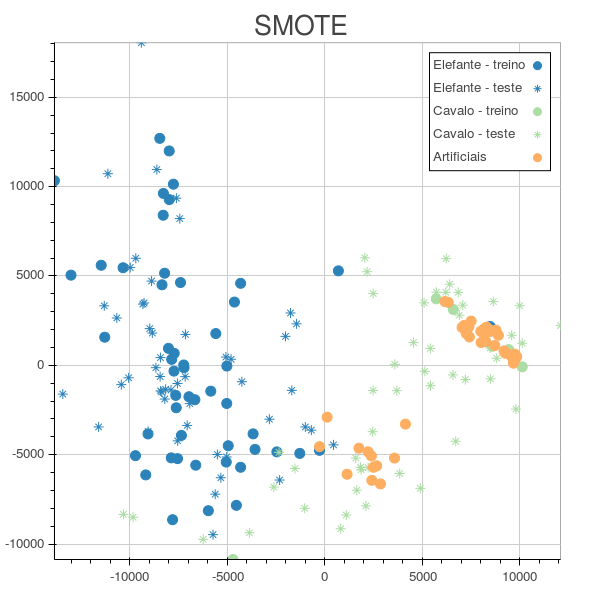 SMOTE
Elefante - treino
Elefante - teste
Cavalo - treino
Cavalo - teste
Artificiais
15000
10000
5000
0
-5000
-10000
-10000 -5000 0 5000 10000